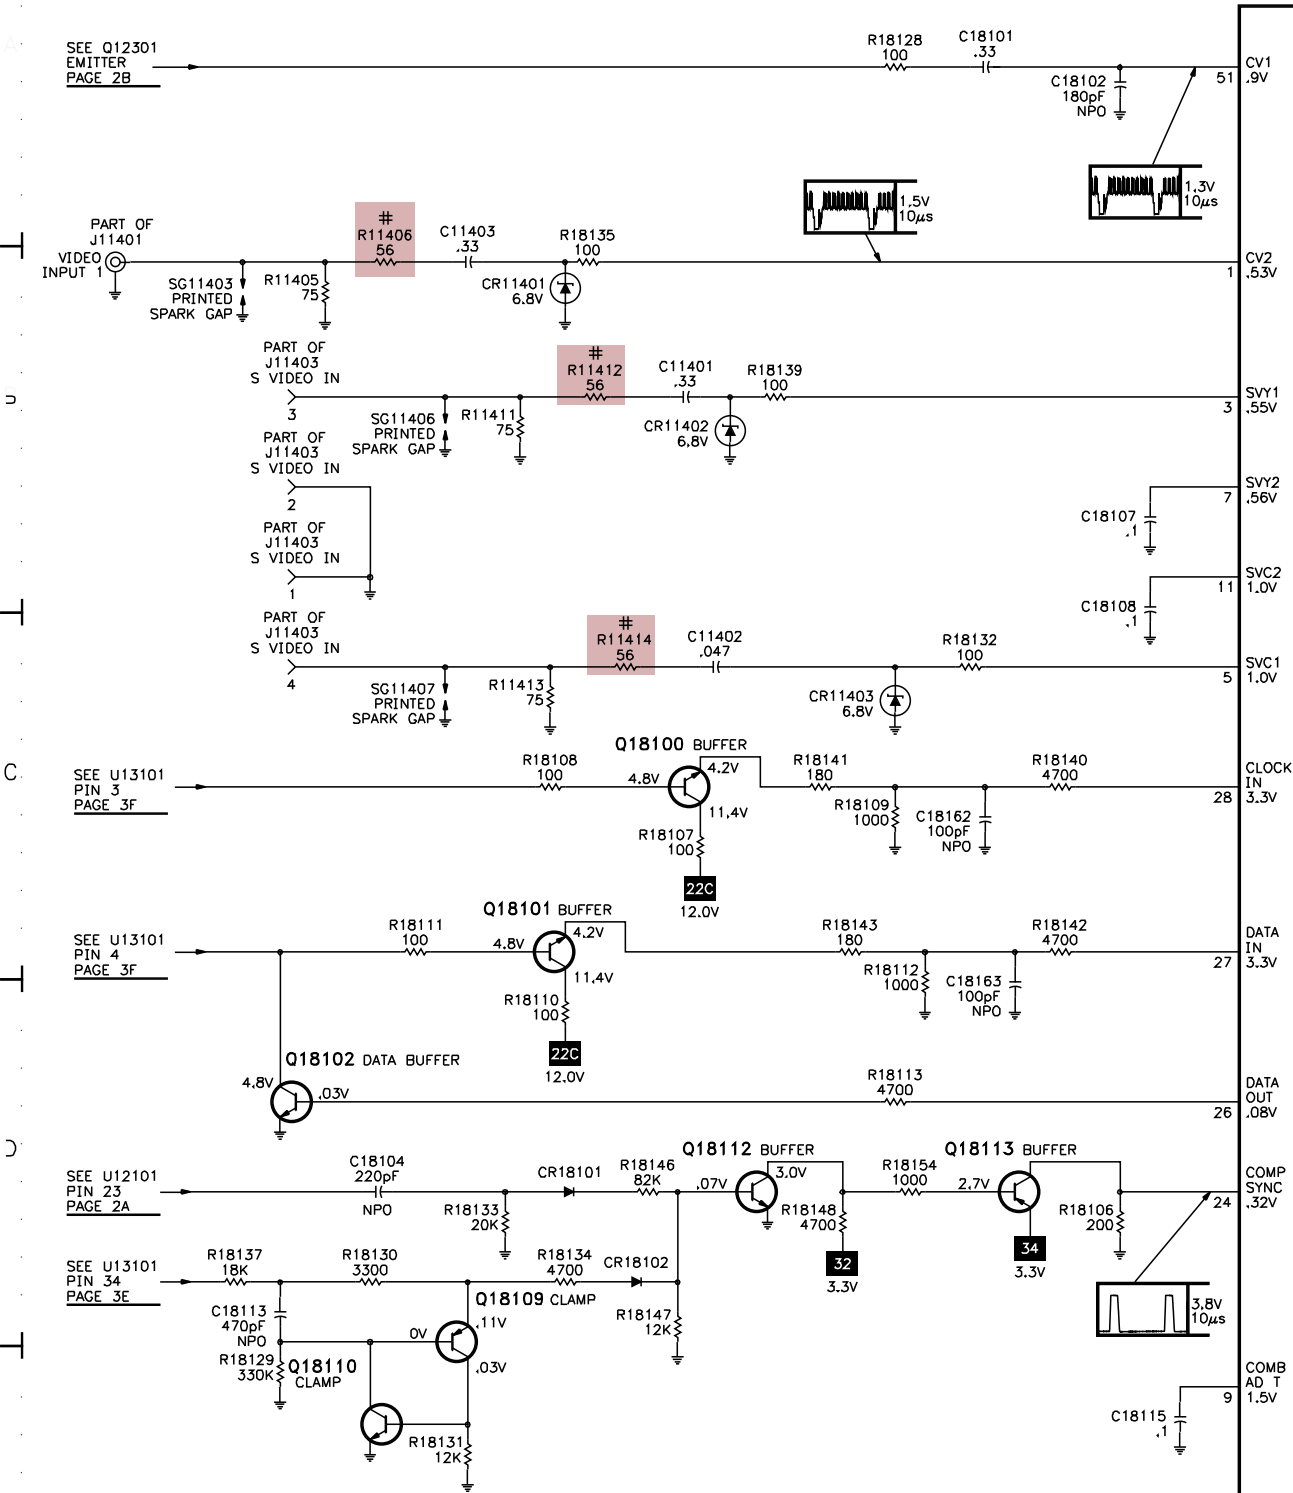 SEE Q12301
EMITTER
PAGE 2B
R18128
100
C18101
.33
C18102
180pF
NPO
51
CV1
.9V
1.3V
10µs
1.5V
10µs
PART OF
J11401
VIDEO
INPUT 1
SG11403
PRINTED
SPARK GAP
R11405
75
#
R11406
56
C11403
.33
CR11401
6.8V
R18135
100
1
CV2
.53V
PART OF
J11403
S VIDEO IN
3
SG11406
PRINTED
SPARK GAP
R11411
75
#
R11412
56
C11401
.33
CR11402
6.8V
R18139
100
3
SVY1
.55V
PART OF
J11403
S VIDEO IN
2
C18107
.1
7
SVY2
.56V
PART OF
J11403
S VIDEO IN
1
C18108
.1
11
SVC2
1.0V
PART OF
J11403
S VIDEO IN
4
SG11407
PRINTED
SPARK GAP
R11413
75
#
R11414
56
C11402
.047
CR11403
6.8V
R18132
100
5
SVC1
1.0V
C
SEE U13101
PIN 3
PAGE 3F
R18108
100
Q18100 BUFFER
4.8V
4.2V
11.4V
R18107
100
22C
12.0V
R18141
180
R18109
1000
C18162
100pF
NPO
R18140
4700
28
CLOCK
IN
3.3V
SEE U13101
PIN 4
PAGE 3F
R18111
100
Q18101 BUFFER
4.8V
4.2V
11.4V
R18110
100
22C
12.0V
R18143
180
R18112
1000
C18163
100pF
NPO
R18142
4700
27
DATA
IN
3.3V
Q18102 DATA BUFFER
4.8V
.03V
R18113
4700
26
DATA
OUT
.08V
D
SEE U12101
PIN 23
PAGE 2A
C18104
220pF
NPO
R18133
20K
CR18101
R18146
82K
Q18112 BUFFER
.07V
3.0V
R18148
4700
32
3.3V
R18154
1000
Q18113 BUFFER
2.7V
34
3.3V
R18106
200
24
COMP
SYNC
.32V
3.8V
10µs
SEE U13101
PIN 34
PAGE 3E
R18137
18K
R18130
3300
C18113
470pF
NPO
R18129
330K
R18134
4700
CR18102
R18147
12K
Q18109 CLAMP
0V
.11V
.03V
Q18110
CLAMP
R18131
12K
C18115
.1
9
COMB
AD T
1.5V